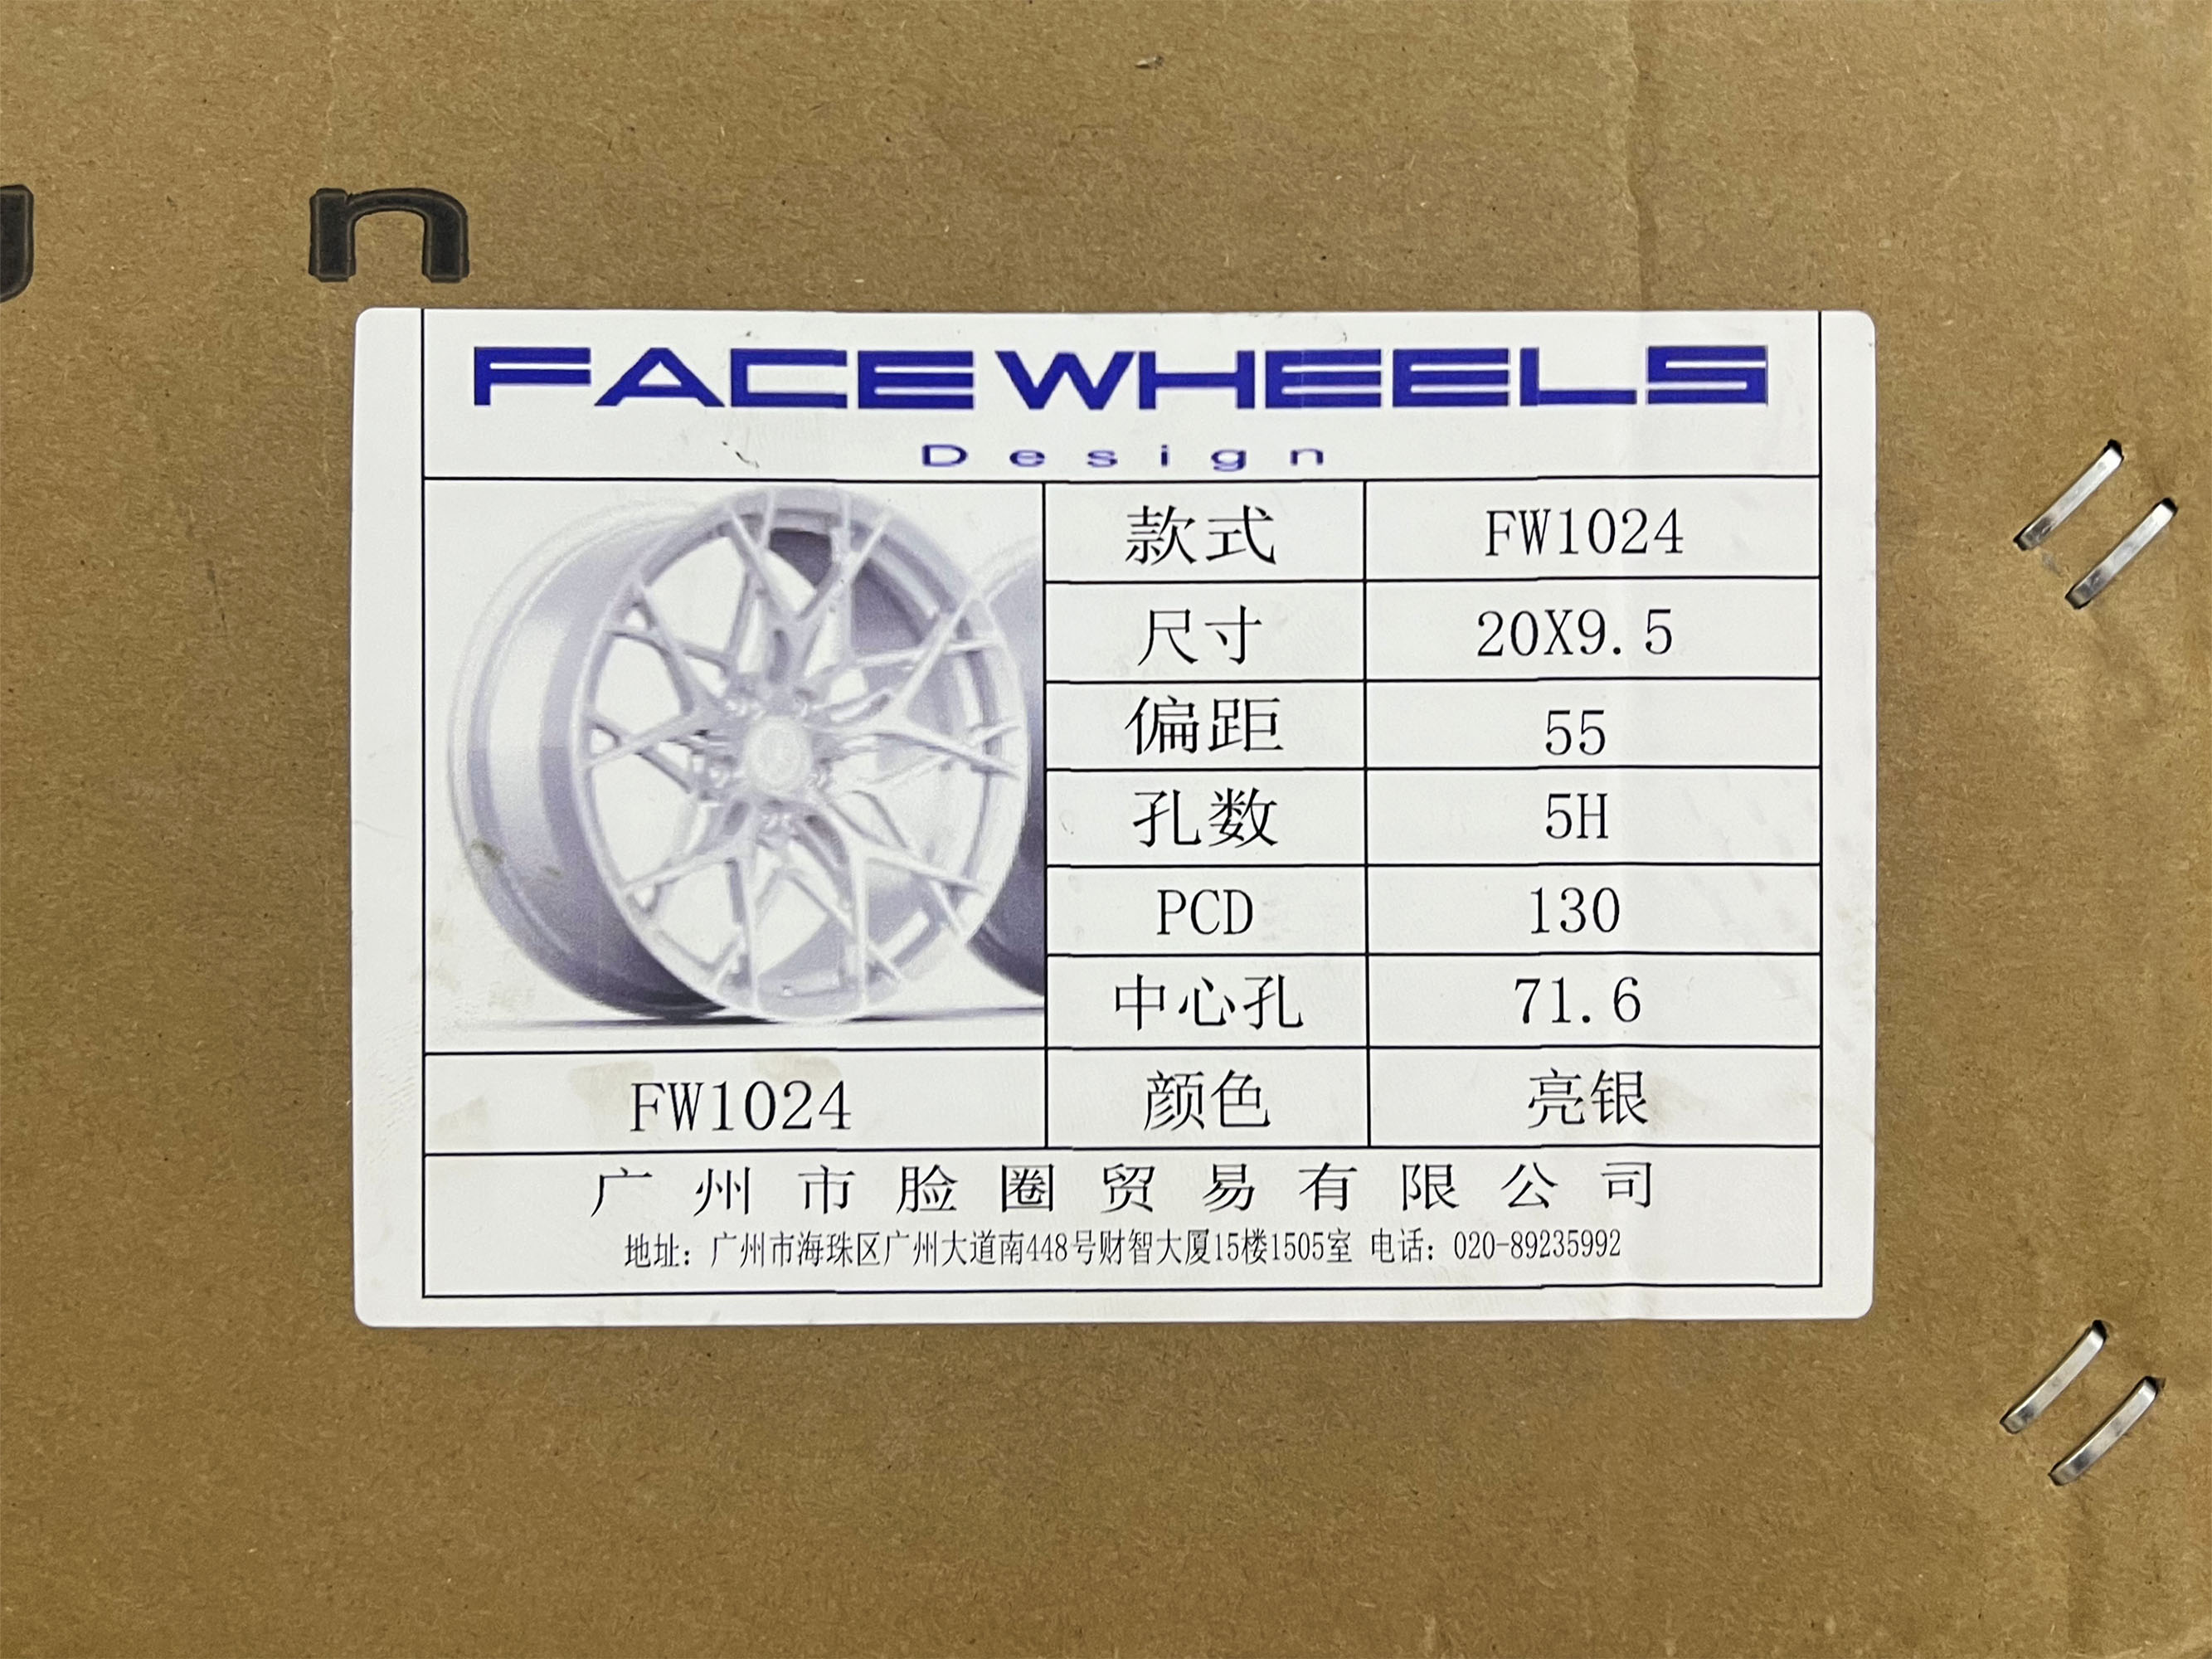 n
FACE WHEELS
Design
款式 FW1024
尺寸 20X9.5
偏距 55
孔数 5H
PCD 130
中心孔 71.6
FW1024 颜色 亮银
广州市脸圈贸易有限公司
地址：广州市海珠区广州大道南448号财智大厦15楼1505室 电话：020-89235992